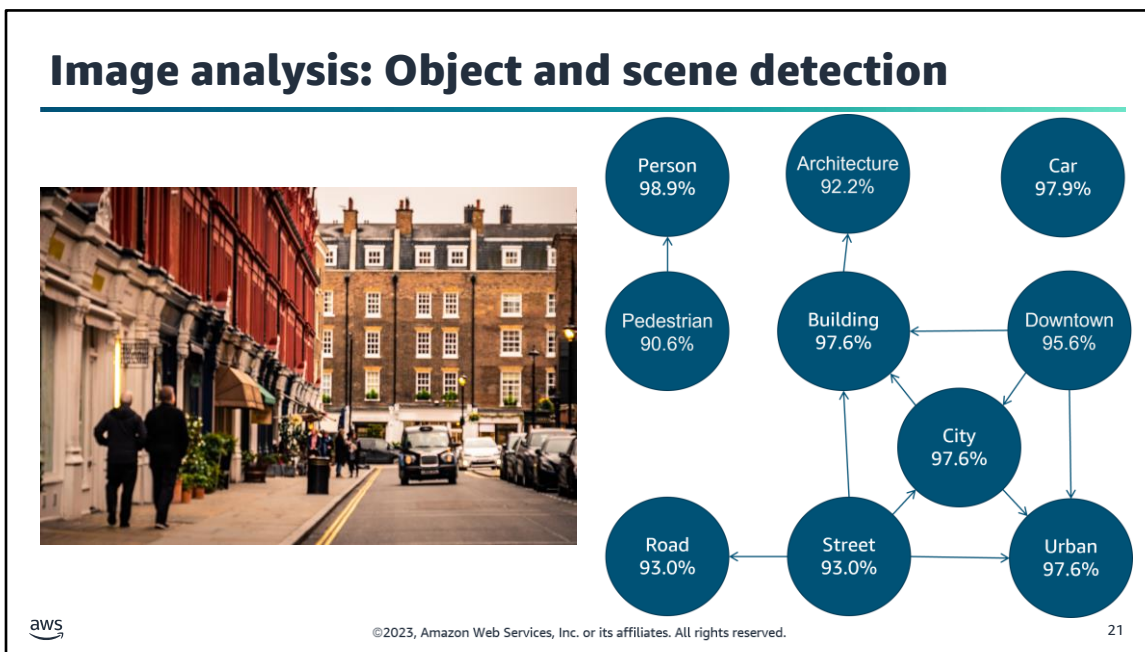 Image analysis: Object and scene detection
Person
98.9%
Architecture
92.2%
Car
97.9%
Pedestrian
90.6%
Building
97.6%
Downtown
95.6%
City
97.6%
Road
93.0%
Street
93.0%
Urban
97.6%
aws
©2023, Amazon Web Services, Inc. or its affiliates. All rights reserved.
21